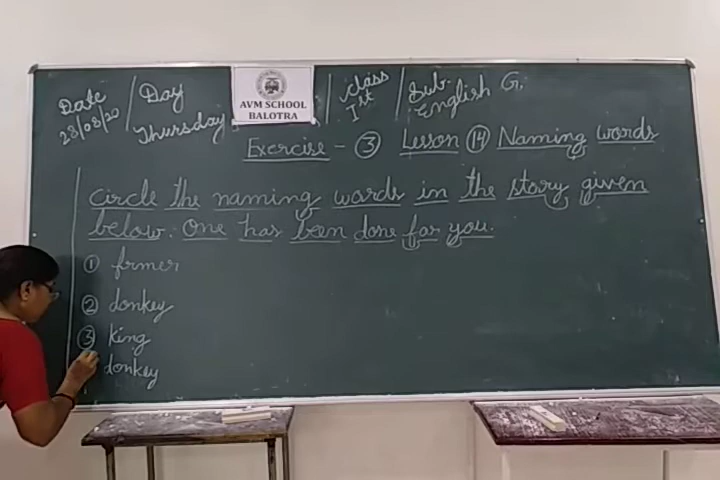 Date 28/08/20 | Day Thursday | AVM SCHOOL BALOTRA | Class Ist | Sub. English G.
Exercise - ③ Lesson ⑭ Naming words
Circle the naming words in the story given
below. One has been done for you.
① frmer
② donkey
③ king
donkey